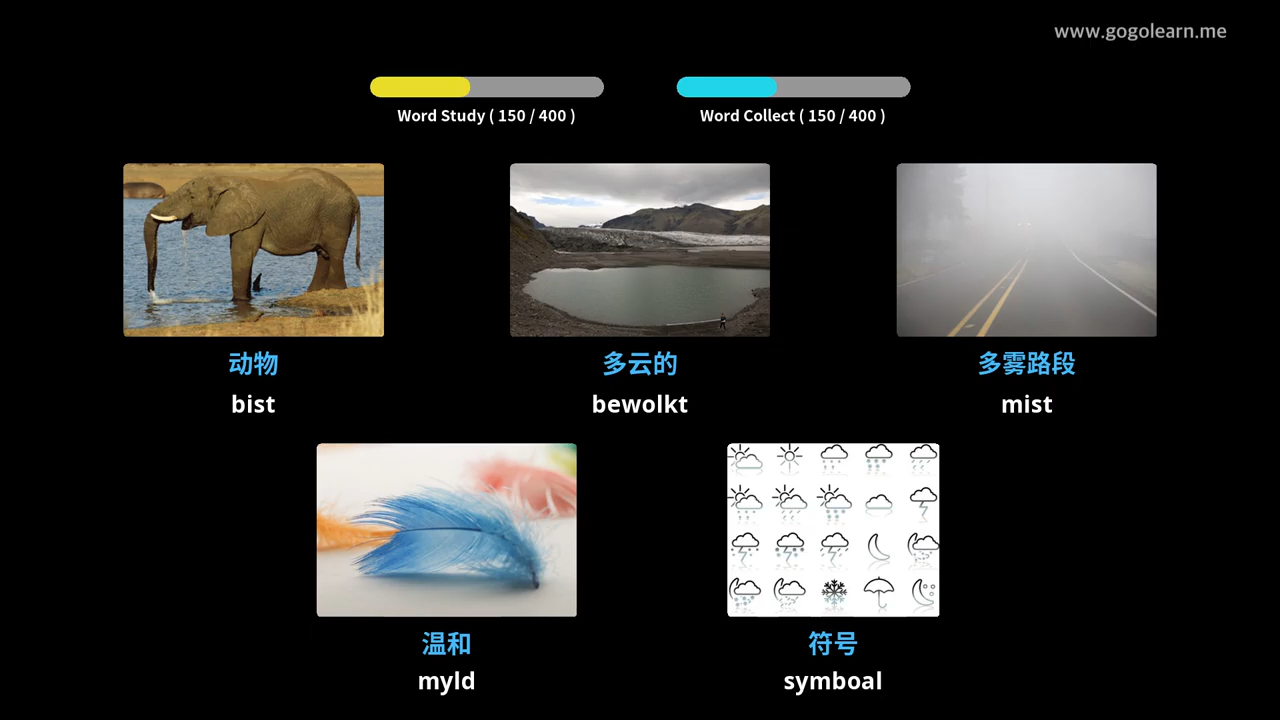 www.gogolearn.me
Word Study ( 150 / 400 )
Word Collect ( 150 / 400 )
动物
多云的
多雾路段
bist
bewolkt
mist
温和
符号
myld
symboal